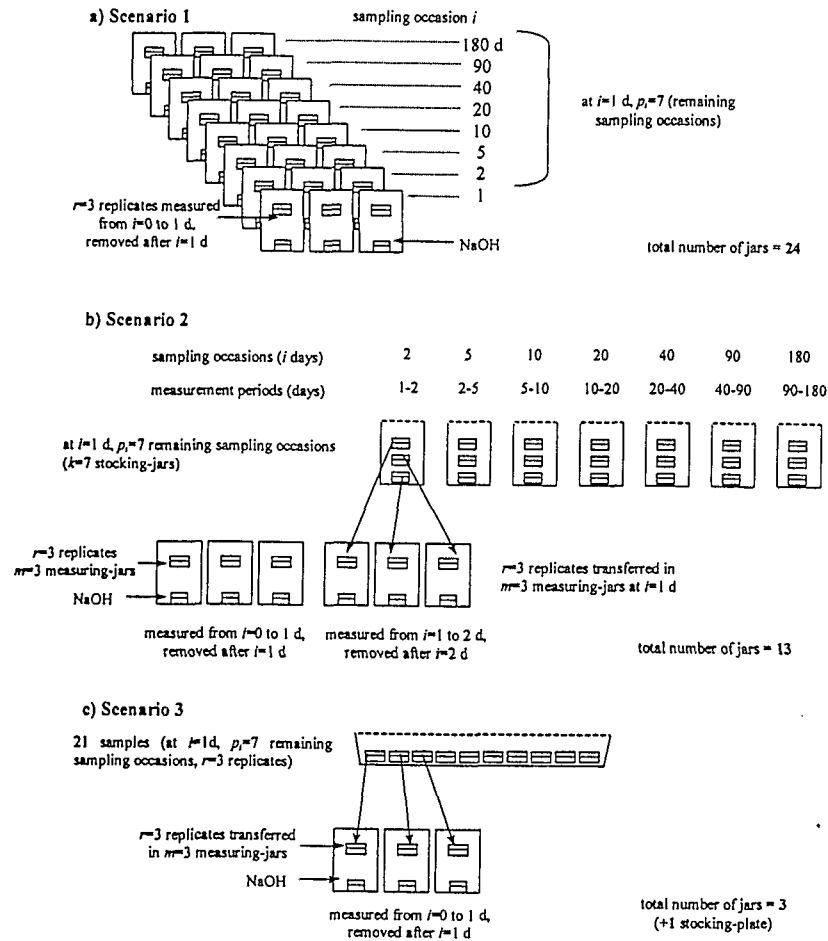 a) Scenario 1
sampling occasion i
180 d
90
40
20
10
5
2
1
at i=1 d, pᵢ=7 (remaining
sampling occasions)
r=3 replicates measured
from i=0 to 1 d,
removed after i=1 d
NaOH
total number of jars = 24
b) Scenario 2
sampling occasions (i days) 2 5 10 20 40 90 180
measurement periods (days) 1-2 2-5 5-10 10-20 20-40 40-90 90-180
at i=1 d, pᵢ=7 remaining sampling occasions
(k=7 stocking-jars)
r=3 replicates
m=3 measuring-jars
NaOH
r=3 replicates transferred in
m=3 measuring-jars at i=1 d
measured from i=0 to 1 d,
removed after i=1 d
measured from i=1 to 2 d,
removed after i=2 d
total number of jars = 13
c) Scenario 3
21 samples (at i=1d, pᵢ=7 remaining
sampling occasions, r=3 replicates)
r=3 replicates transferred
in m=3 measuring-jars
NaOH
measured from i=0 to 1 d,
removed after i=1 d
total number of jars = 3
(+1 stocking-plate)